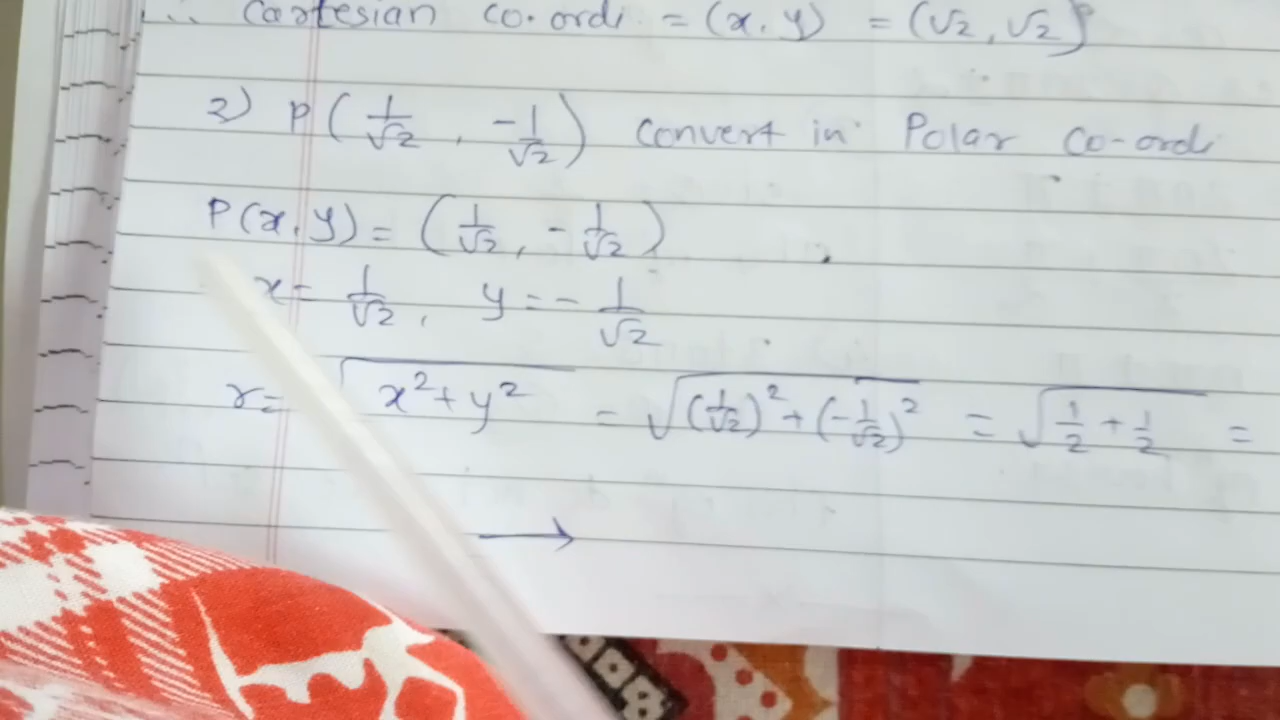 ∴ Cartesian co.ordi. = (x, y) = (√2, √2)
2) P(1/√2, -1/√2) convert in Polar co-ordi
P(x, y) = (1/√2, -1/√2)
x = 1/√2, y = -1/√2
r = √(x²+y²) = √((1/√2)²+(-1/√2)²) = √(1/2 + 1/2) =
→